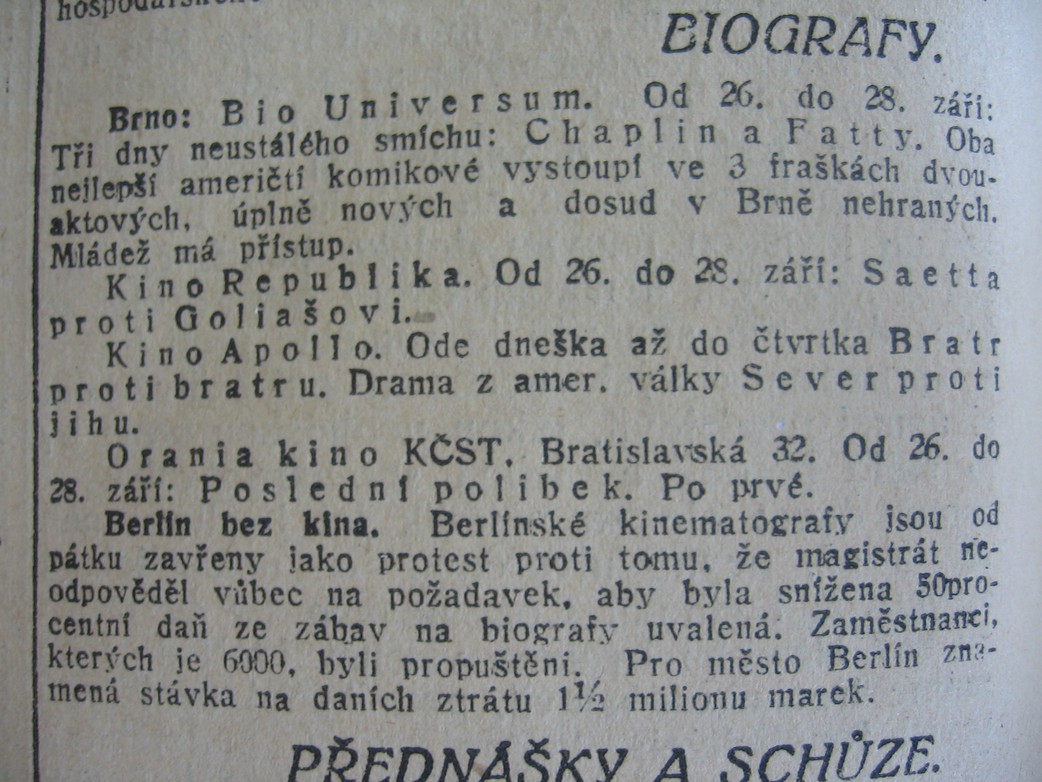 BIOGRAFY.
Brno: Bio Universum. Od 26. do 28. září:
Tři dny neustálého smíchu: Chaplin a Fatty. Oba
nejlepší američtí komikové vystoupí ve 3 fraškách dvou-
aktových, úplně nových a dosud v Brně nehraných.
Mládež má přístup.
Kino Republika. Od 26. do 28. září: Saetta
proti Goliašovi.
Kino Apollo. Ode dneška až do čtvrtka Bratr
proti bratru. Drama z amer. války Sever proti
jihu.
Orania kino KČST. Bratislavská 32. Od 26. do
28. září: Poslední polibek. Po prvé.
Berlín bez kina. Berlínské kinematografy jsou od
pátku zavřeny jako protest proti tomu, že magistrát ne-
odpověděl vůbec na požadavek, aby byla snížena 50pro-
centní daň ze zábav na biografy uvalená. Zaměstnanci,
kterých je 6000, byli propuštěni. Pro město Berlín zna-
mená stávka na daních ztrátu 1½ milionu marek.
PŘEDNÁŠKY A SCHŮZE.